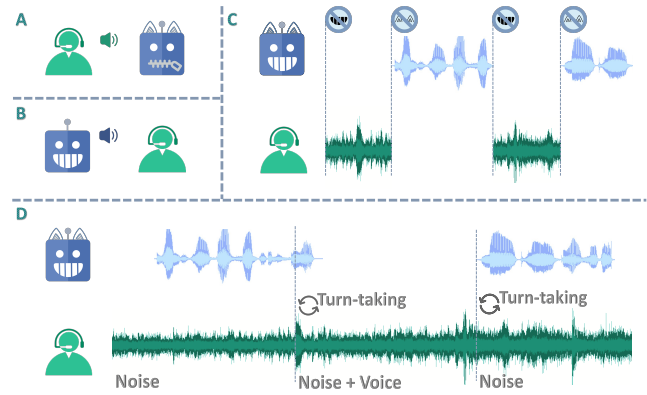 A
C
B
D
Turn-taking
Turn-taking
Noise
Noise + Voice
Noise